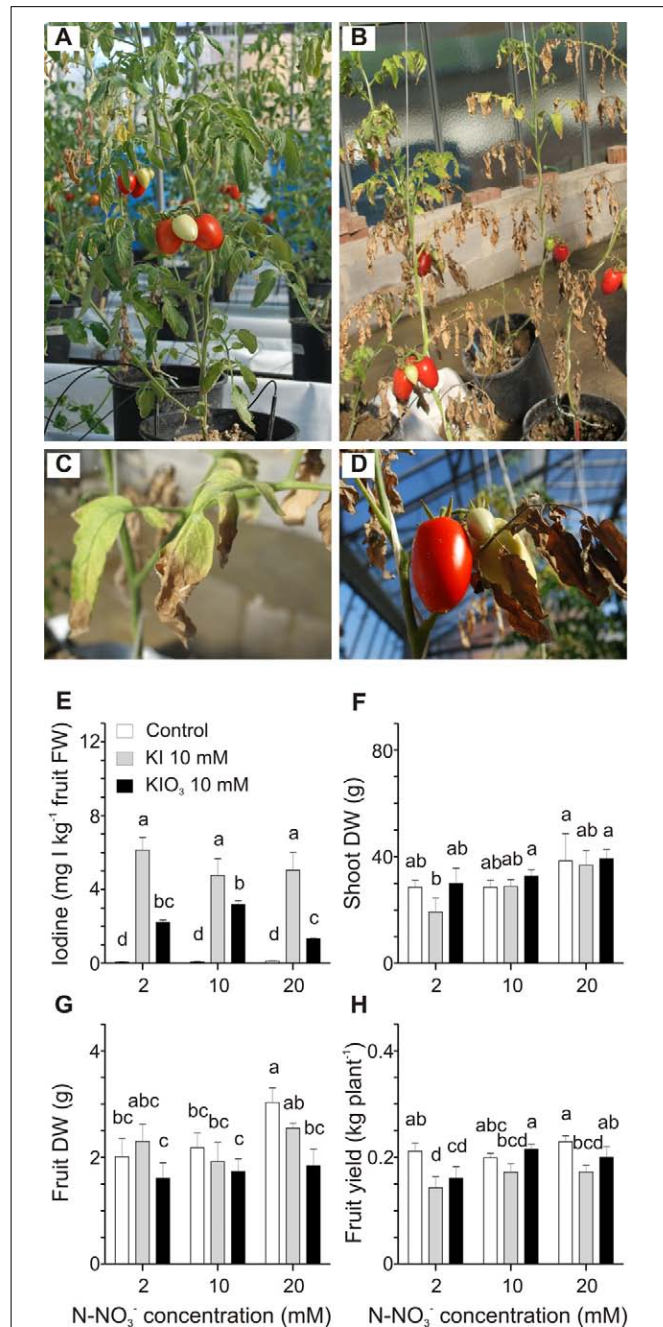 A
B
C
D
E
Iodine (mg I kg⁻¹ fruit FW)
12
9
6
3
0
Control
KI 10 mM
KIO₃ 10 mM
d
a
bc
d
a
b
d
a
c
2
10
20
F
Shoot DW (g)
80
40
0
ab
b
ab
ab
ab
a
a
ab
a
2
10
20
G
Fruit DW (g)
4
2
0
bc
abc
c
bc
bc
c
a
ab
bc
2
10
20
N-NO₃⁻ concentration (mM)
H
Fruit yield (kg plant⁻¹)
0.4
0.2
0
ab
d
cd
abc
bcd
a
a
bcd
ab
2
10
20
N-NO₃⁻ concentration (mM)